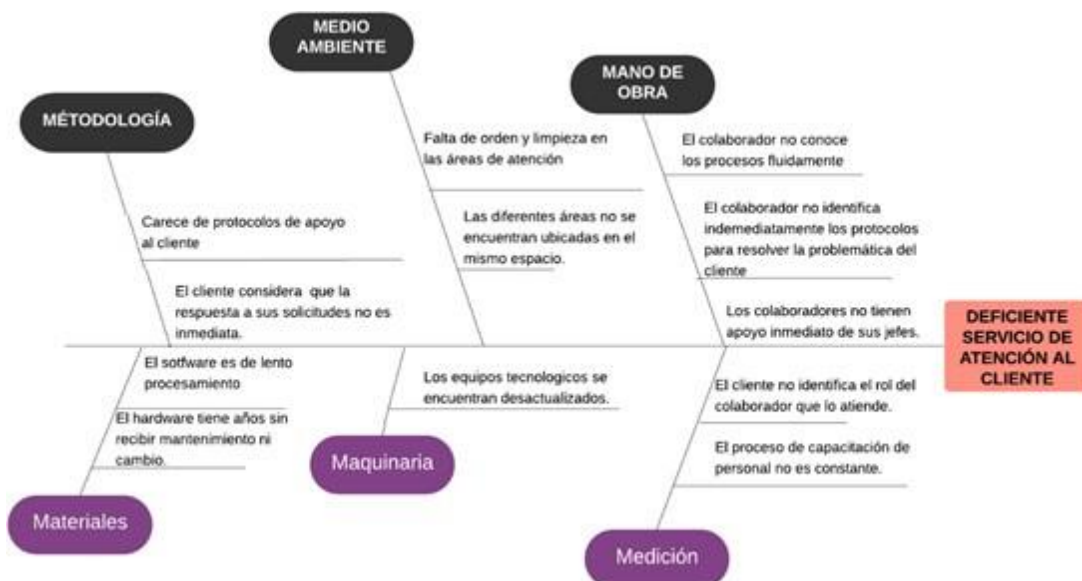 MEDIO
AMBIENTE
MANO DE
OBRA
MÉTODOLOGÍA
Falta de orden y limpieza en
las áreas de atención
El colaborador no conoce
los procesos fluidamente
Carece de protocolos de apoyo
al cliente
Las diferentes áreas no se
encuentran ubicadas en el
mismo espacio.
El colaborador no identifica
indemediatamente los protocolos
para resolver la problemática del
cliente
El cliente considera que la
respuesta a sus solicitudes no es
inmediata.
Los colaboradores no tienen
apoyo inmediato de sus jefes.
DEFICIENTE
SERVICIO DE
ATENCIÓN AL
CLIENTE
El sotfware es de lento
procesamiento
Los equipos tecnologicos se
encuentran desactualizados.
El cliente no identifica el rol del
colaborador que lo atiende.
El hardware tiene años sin
recibir mantenimiento ni
cambio.
El proceso de capacitación de
personal no es constante.
Maquinaria
Materiales
Medición